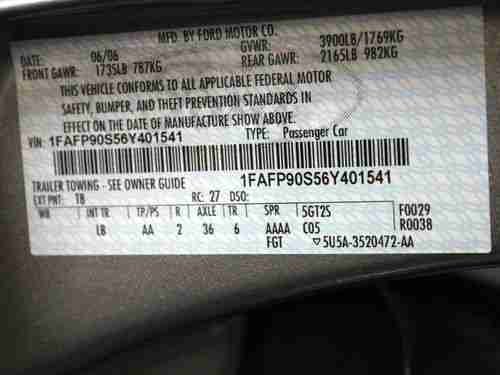 MFD. BY FORD MOTOR CO.
DATE: 06/06 GVWR: 3900LB/1769KG
FRONT GAWR: 1735LB 787KG REAR GAWR: 2165LB 982KG
THIS VEHICLE CONFORMS TO ALL APPLICABLE FEDERAL MOTOR
SAFETY, BUMPER, AND THEFT PREVENTION STANDARDS IN
EFFECT ON THE DATE OF MANUFACTURE SHOW ABOVE.
VIN: 1FAFP90S56Y401541 TYPE: Passenger Car
1FAFP90S56Y401541
TRAILER TOWING - SEE OWNER GUIDE
EXT PNT: T8 RC: 27 DSO:
WB INT TR TP/PS R AXLE TR SPR 5GT2S F0029
LB AA 2 36 6 AAAA C05 R0038
FGT ▽5U5A-3520472-AA